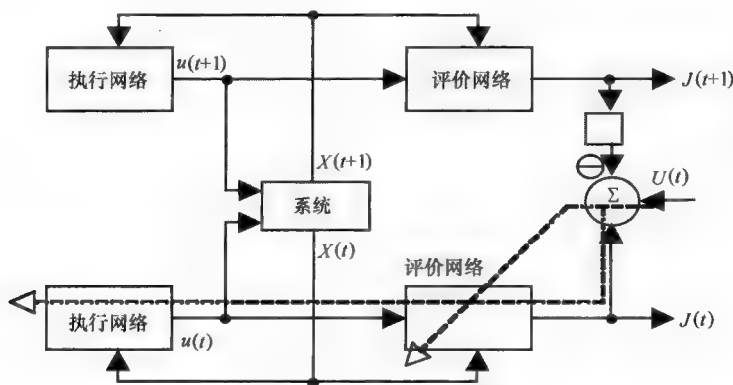 执行网络
u(t+1)
评价网络
J(t+1)
X(t+1)
系统
Σ
U(t)
X(t)
评价网络
执行网络
u(t)
J(t)